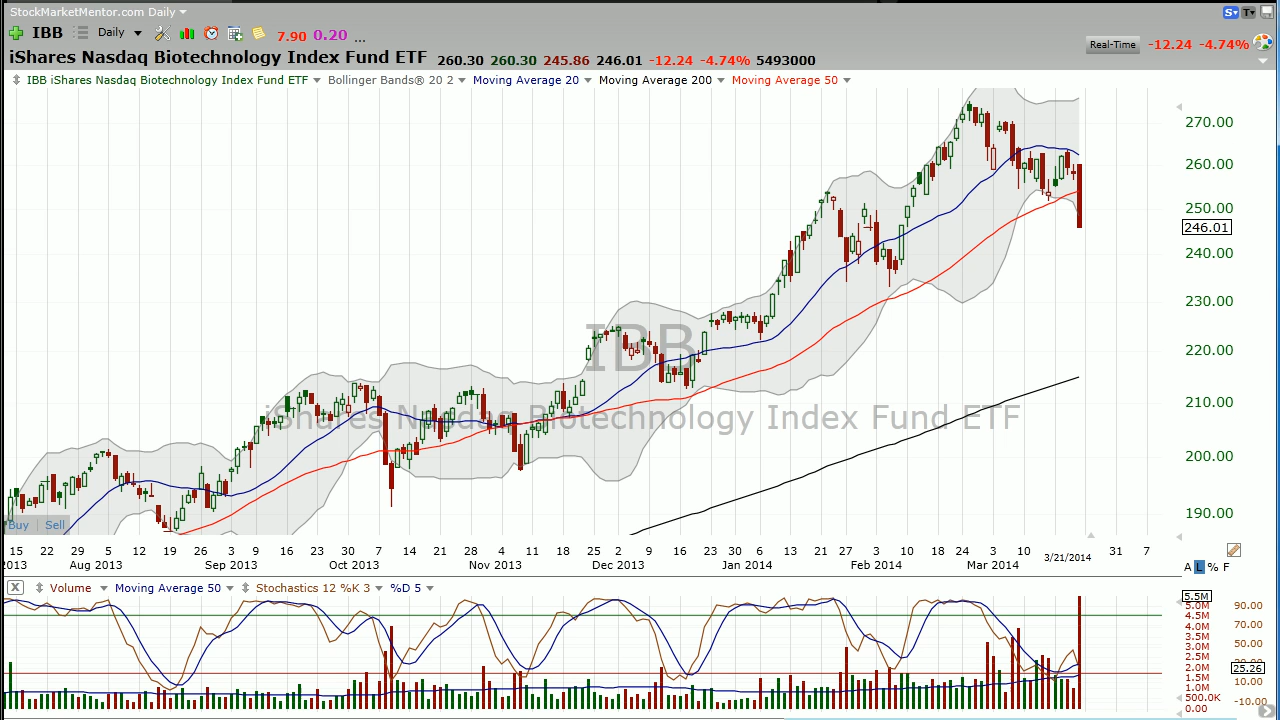 StockMarketMentor.com Daily
S T
IBB Daily 7.90 0.20 ...
Real-Time -12.24 -4.74%
iShares Nasdaq Biotechnology Index Fund ETF 260.30 260.30 245.86 246.01 -12.24 -4.74% 5493000
IBB iShares Nasdaq Biotechnology Index Fund ETF Bollinger Bands® 20 2 Moving Average 20 Moving Average 200 Moving Average 50
270.00
260.00
250.00
246.01
240.00
230.00
220.00
210.00
200.00
190.00
IBB
iShares Nasdaq Biotechnology Index Fund ETF
Buy Sell
15 22 29 5 12 19 26 3 9 16 23 30 7 14 21 28 4 11 18 25 2 9 16 23 30 6 13 21 27 3 10 18 24 3 10 3/21/2014 31 7
2013 Aug 2013 Sep 2013 Oct 2013 Nov 2013 Dec 2013 Jan 2014 Feb 2014 Mar 2014
A L % F
X Volume Moving Average 50 Stochastics 12 %K 3 %D 5
5.5M
5.0M 90.00
4.5M
4.0M 70.00
3.5M
3.0M 50.00
2.5M
2.0M 25.26
1.5M
1.0M 10.00
500.0K
0.00 -10.00